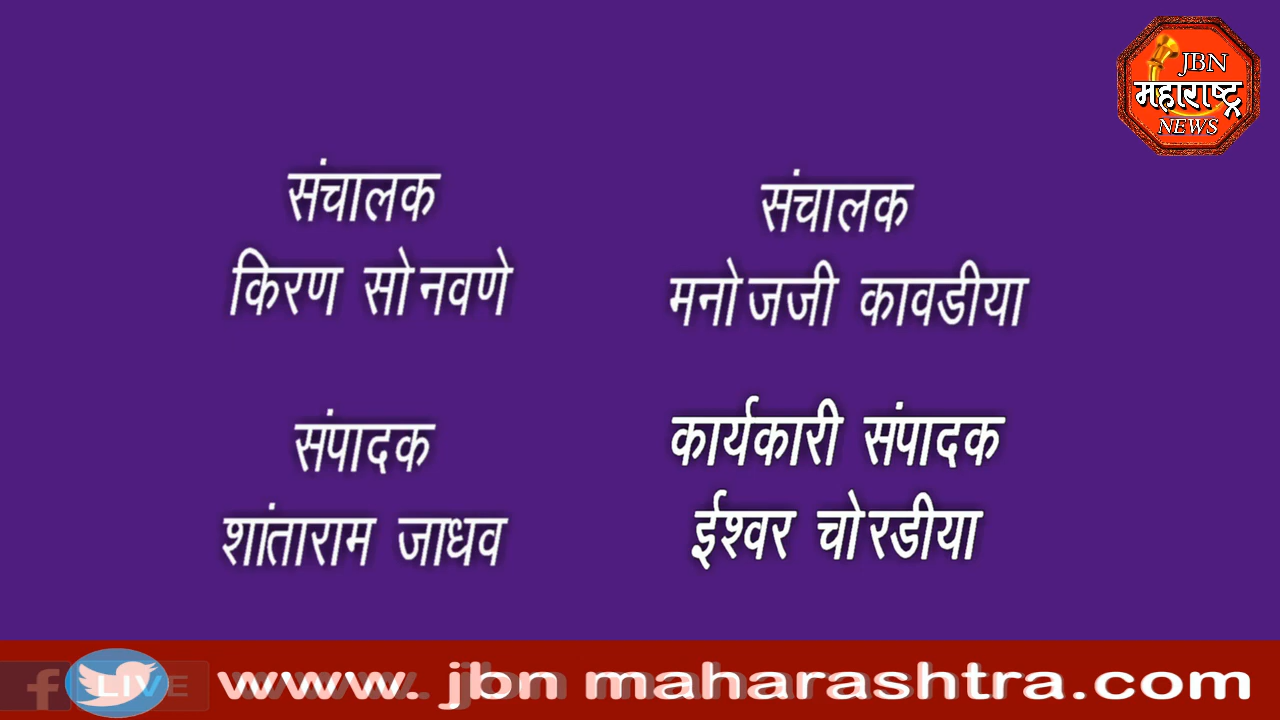 JBN
महाराष्ट्र
NEWS
संचालक
किरण सोनवणे
संचालक
मनोजजी कावडीया
संपादक
शांताराम जाधव
कार्यकारी संपादक
ईश्वर चोरडीया
f LIVE www. jbn maharashtra.com